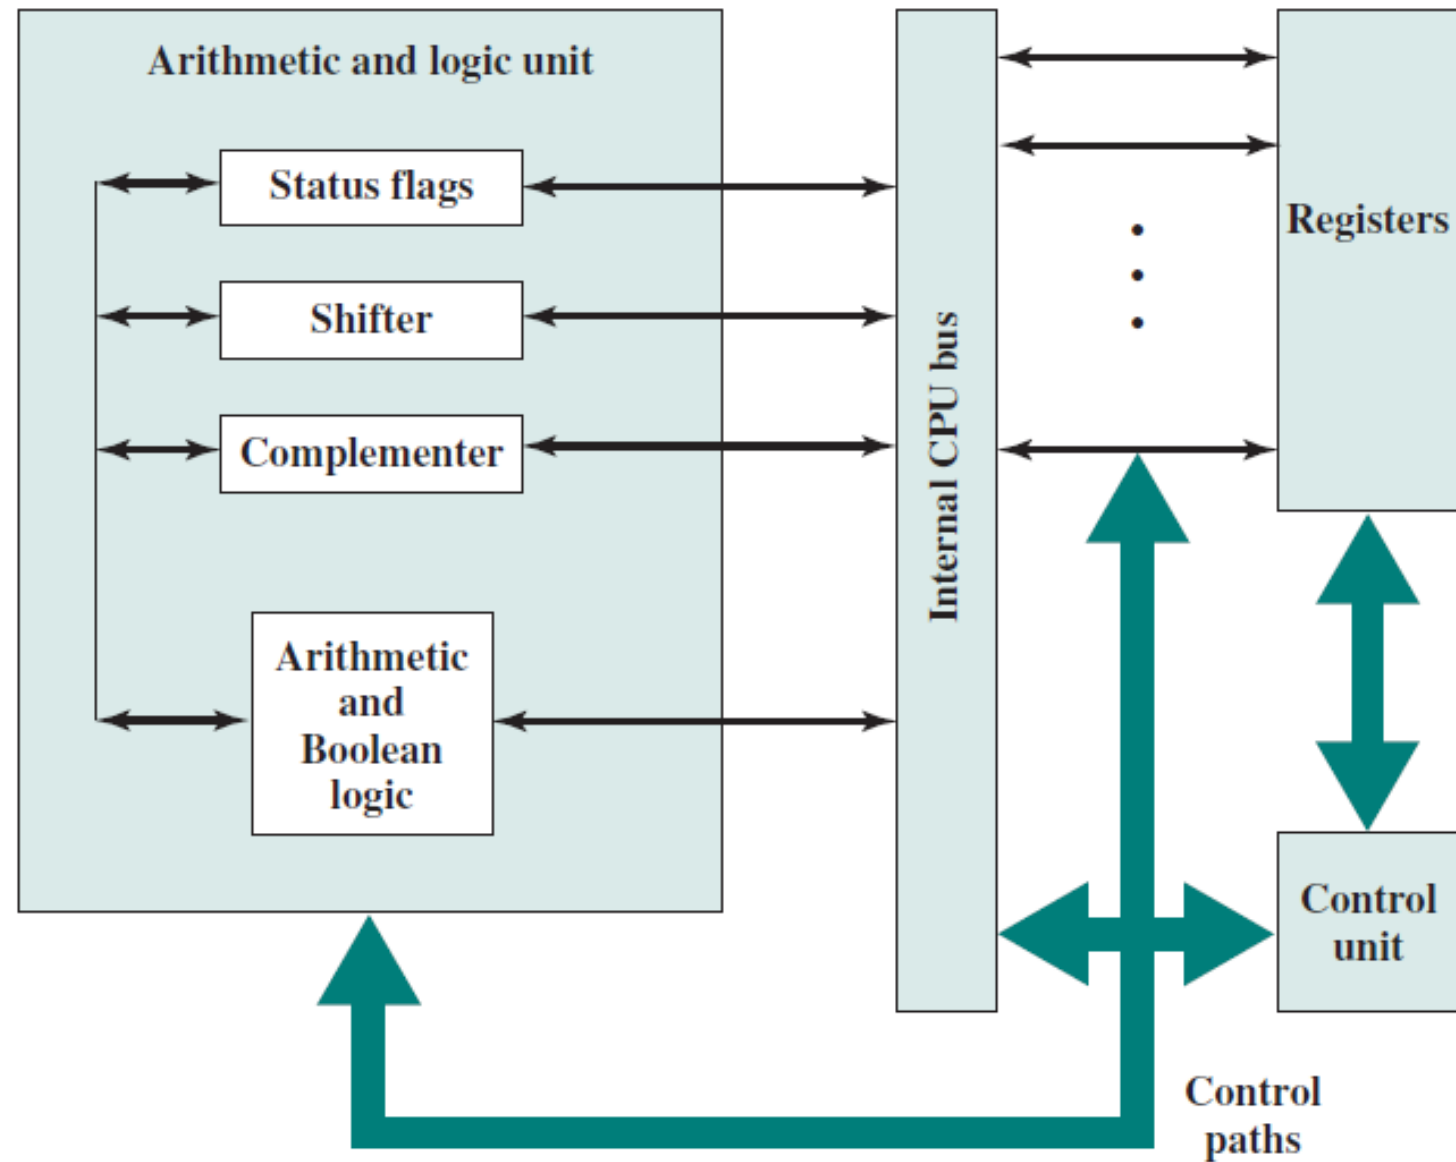 Arithmetic and logic unit
Status flags
Shifter
Complementer
Arithmetic
and
Boolean
logic
Internal CPU bus
Registers
Control
unit
Control
paths